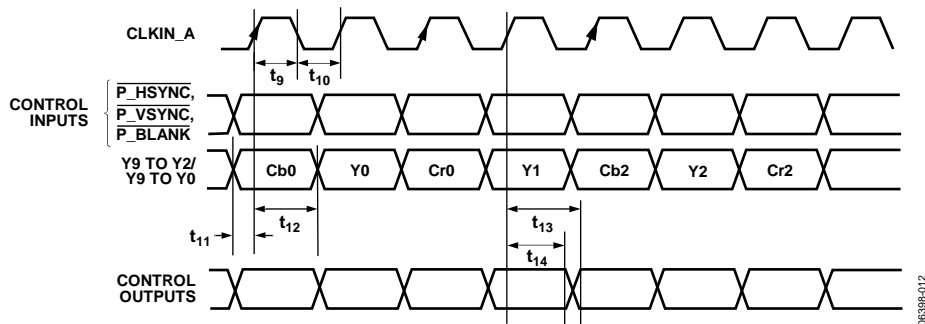 CLKIN_A
t9 t10
CONTROL INPUTS
P_HSYNC,
P_VSYNC,
P_BLANK
Y9 TO Y2/
Y9 TO Y0
Cb0 Y0 Cr0 Y1 Cb2 Y2 Cr2
t12 t13
t11
t14
CONTROL
OUTPUTS
06398-012